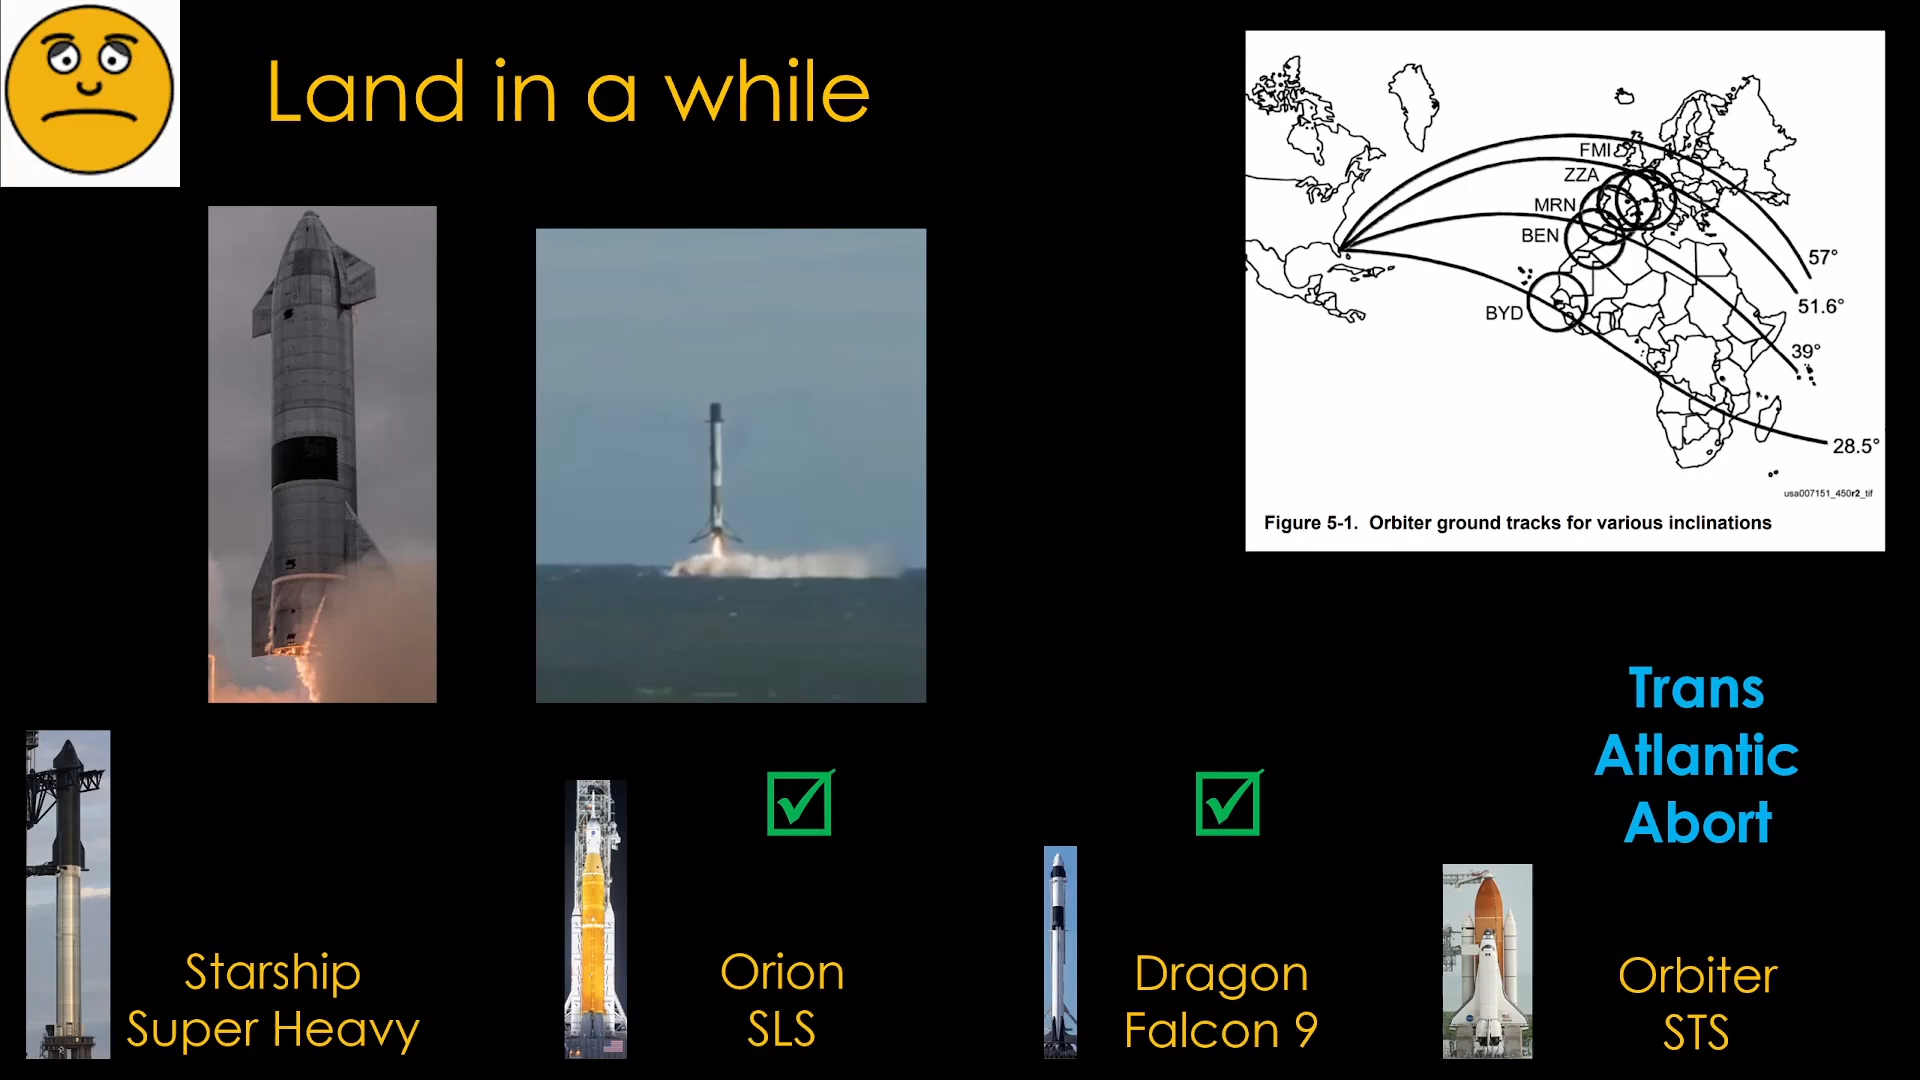 Land in a while
FMI
ZZA
MRN
BEN
BYD
57°
51.6°
39°
28.5°
usa007151_450r2_tif
Figure 5-1. Orbiter ground tracks for various inclinations
Trans
Atlantic
Abort
Starship
Super Heavy
Orion
SLS
Dragon
Falcon 9
Orbiter
STS